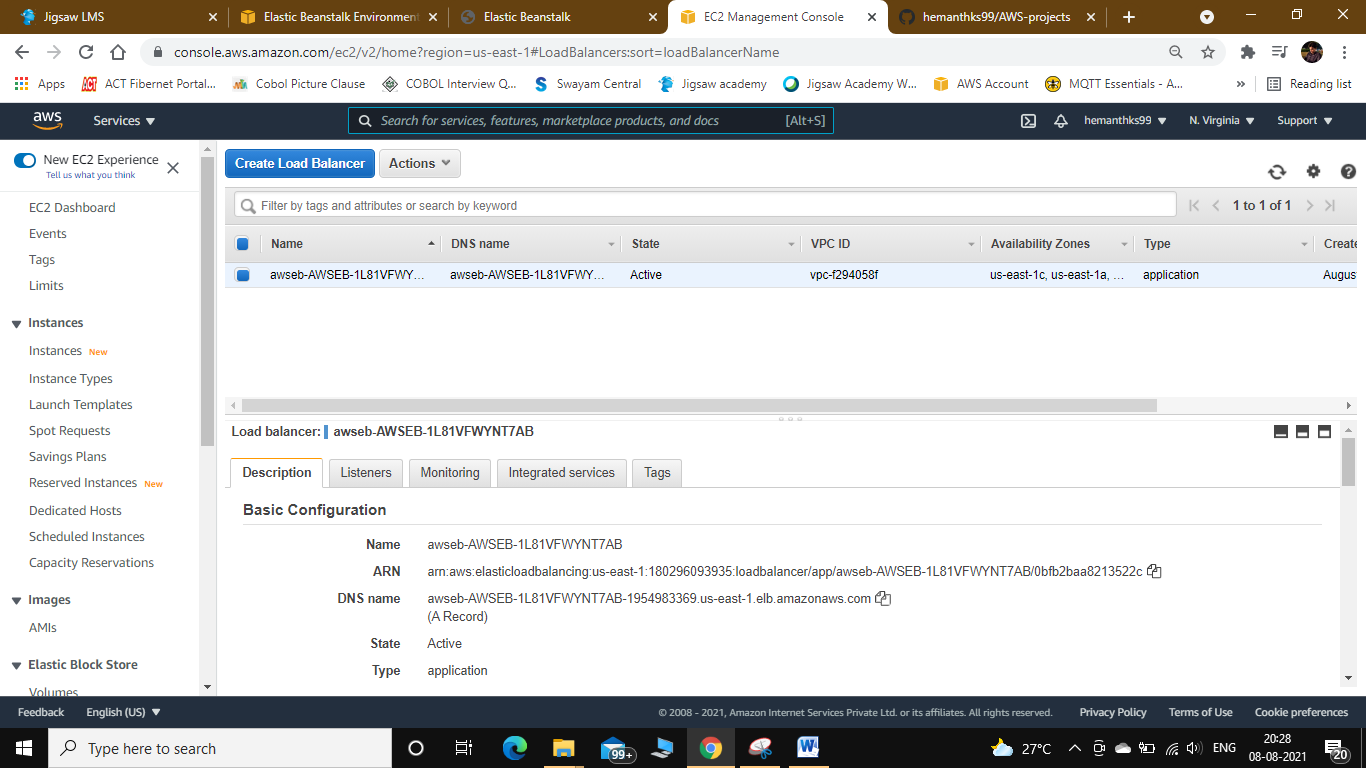 Jigsaw LMS
Elastic Beanstalk Environment
Elastic Beanstalk
EC2 Management Console
hemanthks99/AWS-projects
console.aws.amazon.com/ec2/v2/home?region=us-east-1#LoadBalancers:sort=loadBalancerName
Apps
ACT ACT Fibernet Portal...
Cobol Picture Clause
COBOL Interview Q...
Swayam Central
Jigsaw academy
Jigsaw Academy W...
AWS Account
MQTT Essentials - A...
»
Reading list
aws
Services
Search for services, features, marketplace products, and docs
[Alt+S]
hemanthks99
N. Virginia
Support
New EC2 Experience
Tell us what you think
EC2 Dashboard
Events
Tags
Limits
Instances
Instances New
Instance Types
Launch Templates
Spot Requests
Savings Plans
Reserved Instances New
Dedicated Hosts
Scheduled Instances
Capacity Reservations
Images
AMIs
Elastic Block Store
Volumes
Create Load Balancer
Actions
Filter by tags and attributes or search by keyword
1 to 1 of 1
Name DNS name State VPC ID Availability Zones Type Create
awseb-AWSEB-1L81VFWY... awseb-AWSEB-1L81VFWY... Active vpc-f294058f us-east-1c, us-east-1a, ... application Augus
Load balancer: awseb-AWSEB-1L81VFWYNT7AB
Description Listeners Monitoring Integrated services Tags
Basic Configuration
Name awseb-AWSEB-1L81VFWYNT7AB
ARN arn:aws:elasticloadbalancing:us-east-1:180296093935:loadbalancer/app/awseb-AWSEB-1L81VFWYNT7AB/0bfb2baa8213522c
DNS name awseb-AWSEB-1L81VFWYNT7AB-1954983369.us-east-1.elb.amazonaws.com
(A Record)
State Active
Type application
Feedback
English (US)
© 2008 - 2021, Amazon Internet Services Private Ltd. or its affiliates. All rights reserved.
Privacy Policy
Terms of Use
Cookie preferences
Type here to search
99+
27°C
ENG
20:28
08-08-2021
20